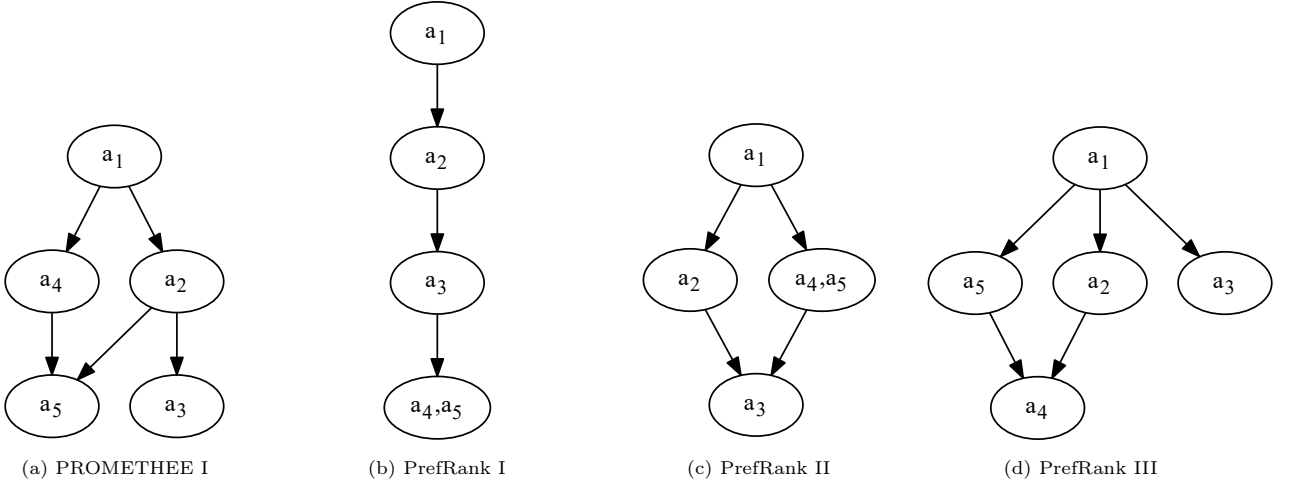 a₁
a₄ a₂
a₅ a₃
(a) PROMETHEE I
a₁
a₂
a₃
a₄,a₅
(b) PrefRank I
a₁
a₂ a₄,a₅
a₃
(c) PrefRank II
a₁
a₅ a₂ a₃
a₄
(d) PrefRank III